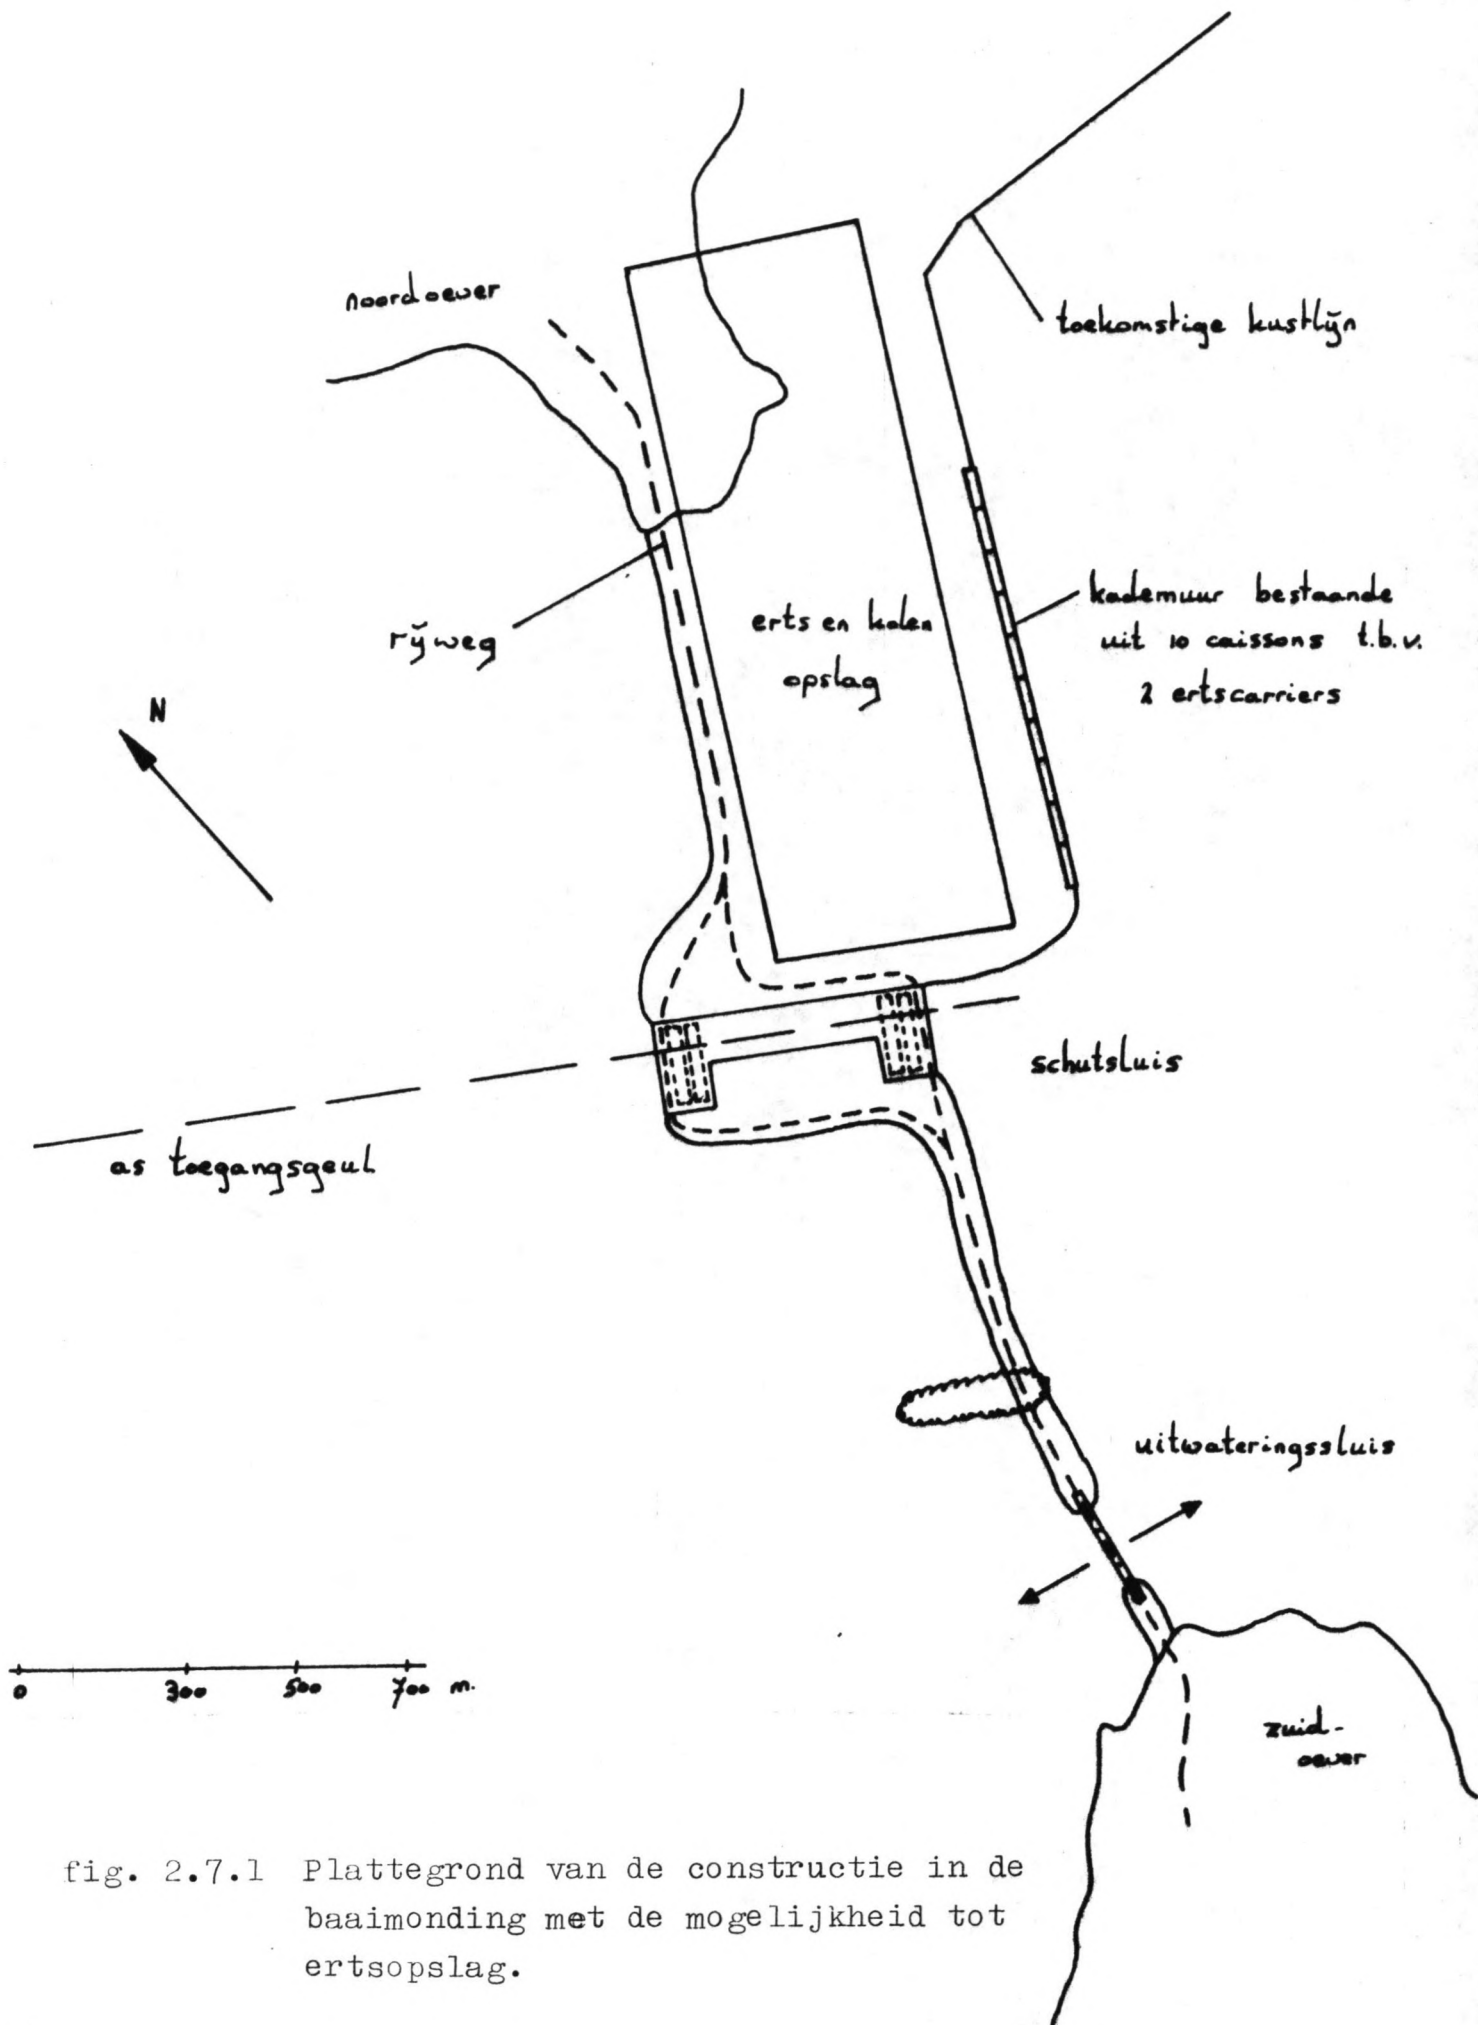 noordoever
toekomstige kustlijn
kademuur bestaande
uit 10 caissons t.b.v.
2 ertscarriers
erts en kolen
opslag
rijweg
N
schutsluis
as toegangsgeul
uitwateringssluis
0 300 500 700 m.
zuid-
oever
fig. 2.7.1 Plattegrond van de constructie in de
baaimonding met de mogelijkheid tot
ertsopslag.